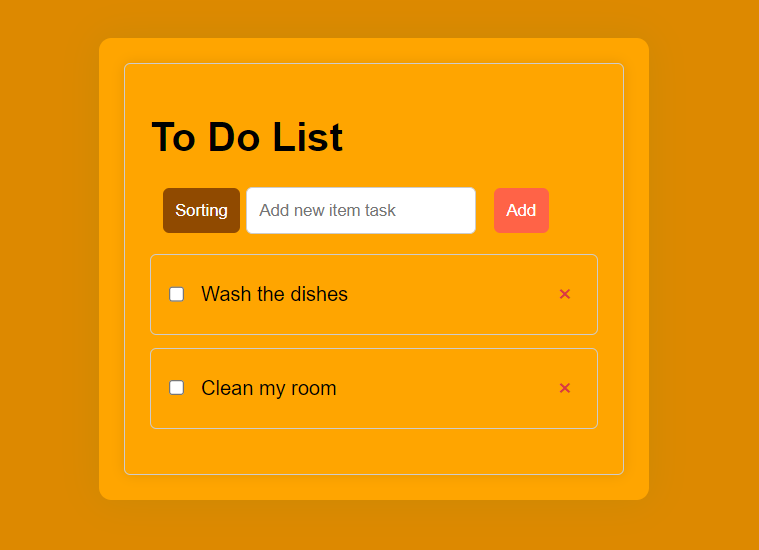 To Do List
Sorting Add new item task Add
Wash the dishes ×
Clean my room ×